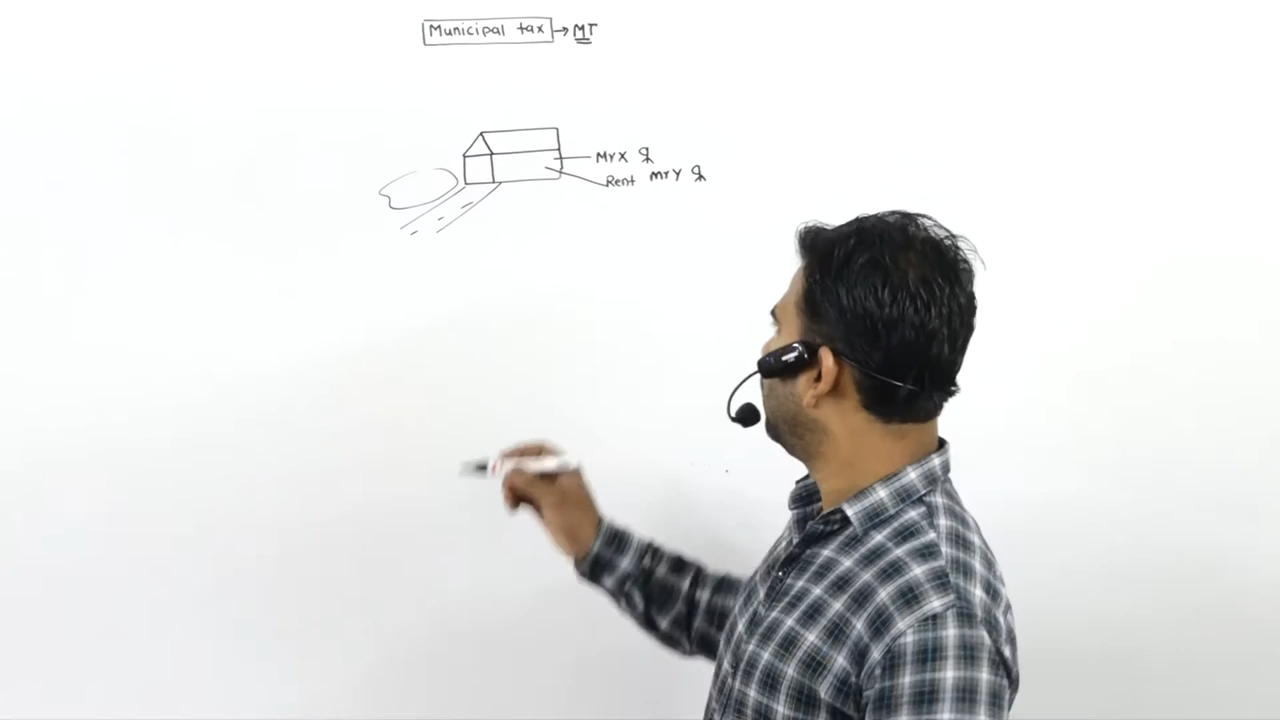 Municipal tax → MT
Mr X
Rent Mr Y